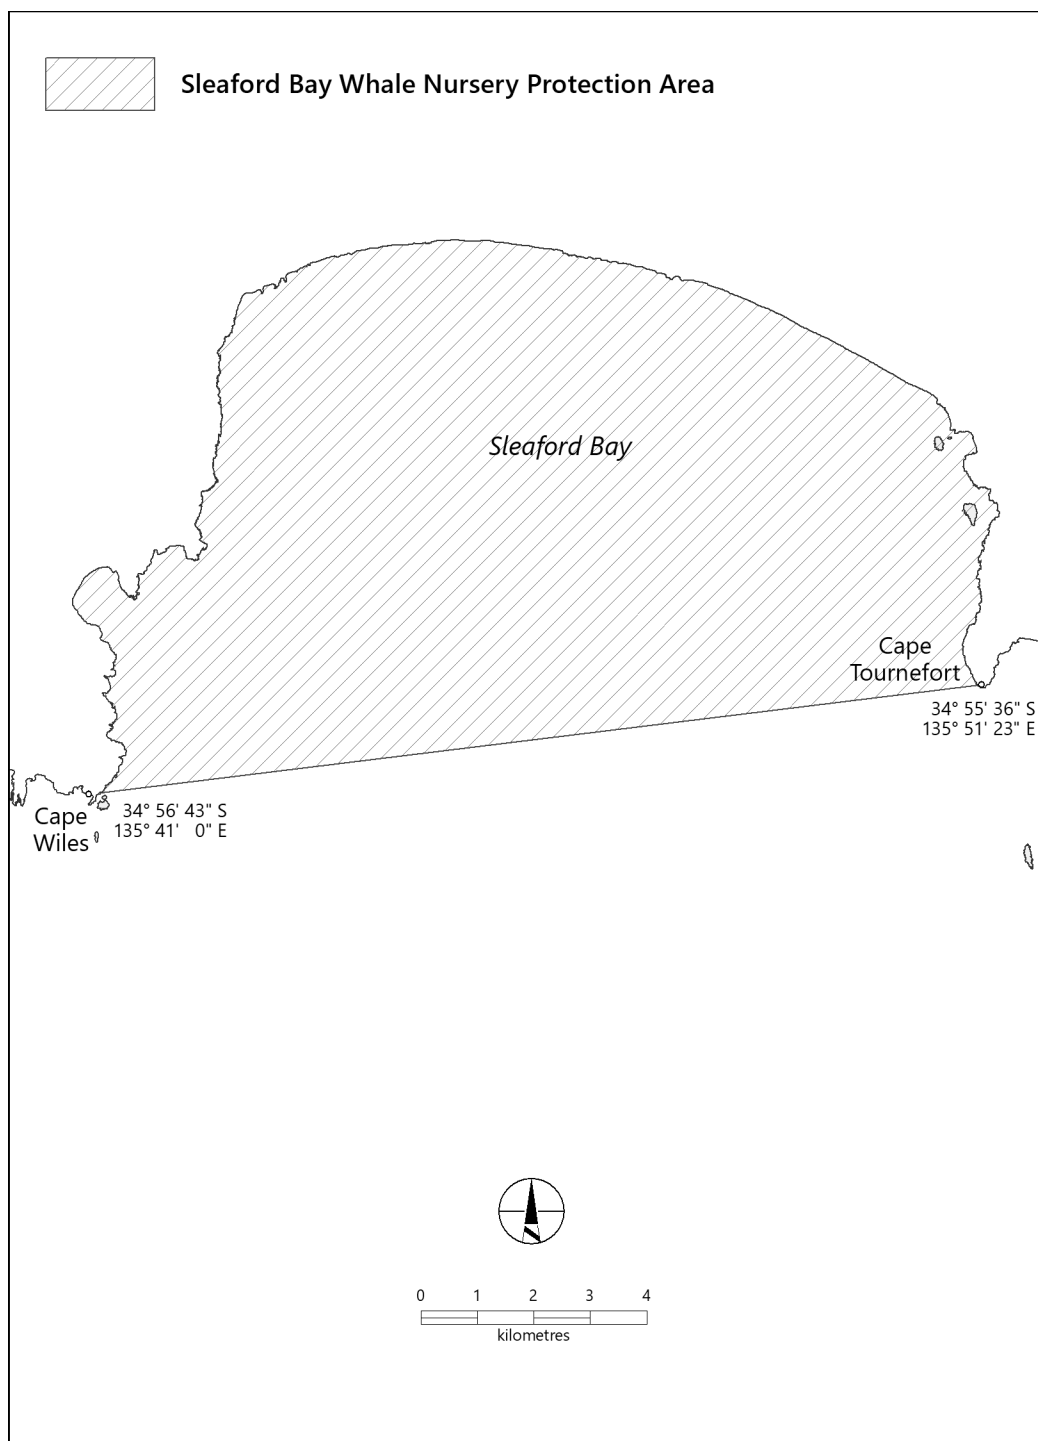 Sleaford Bay Whale Nursery Protection Area
Sleaford Bay
Cape
Tournefort
34° 55' 36" S
135° 51' 23" E
Cape
Wiles
34° 56' 43" S
135° 41'   0" E
0 1 2 3 4
kilometres